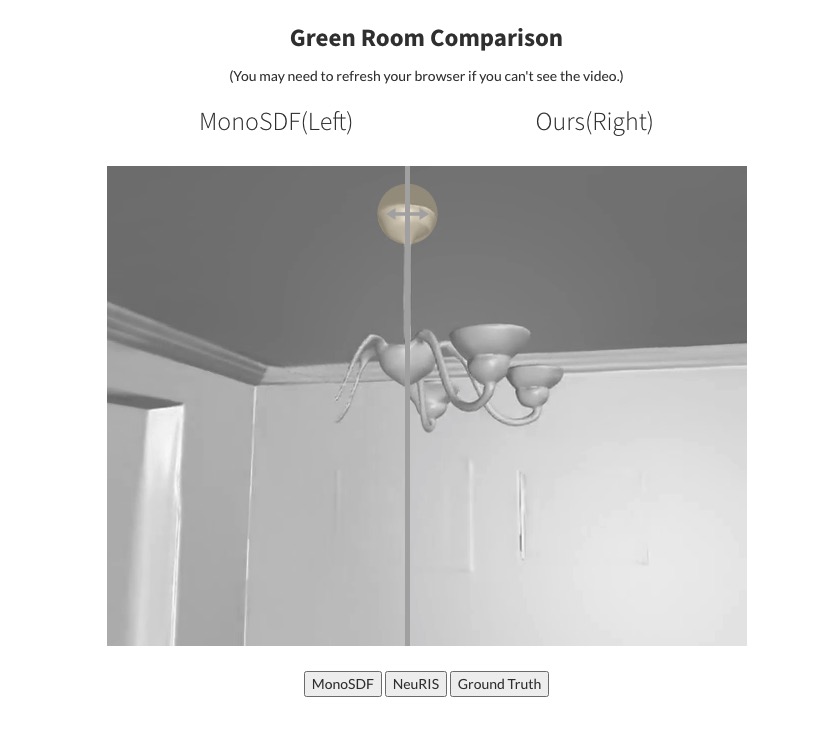 Green Room Comparison
(You may need to refresh your browser if you can't see the video.)
MonoSDF(Left) Ours(Right)
MonoSDF NeuRIS Ground Truth